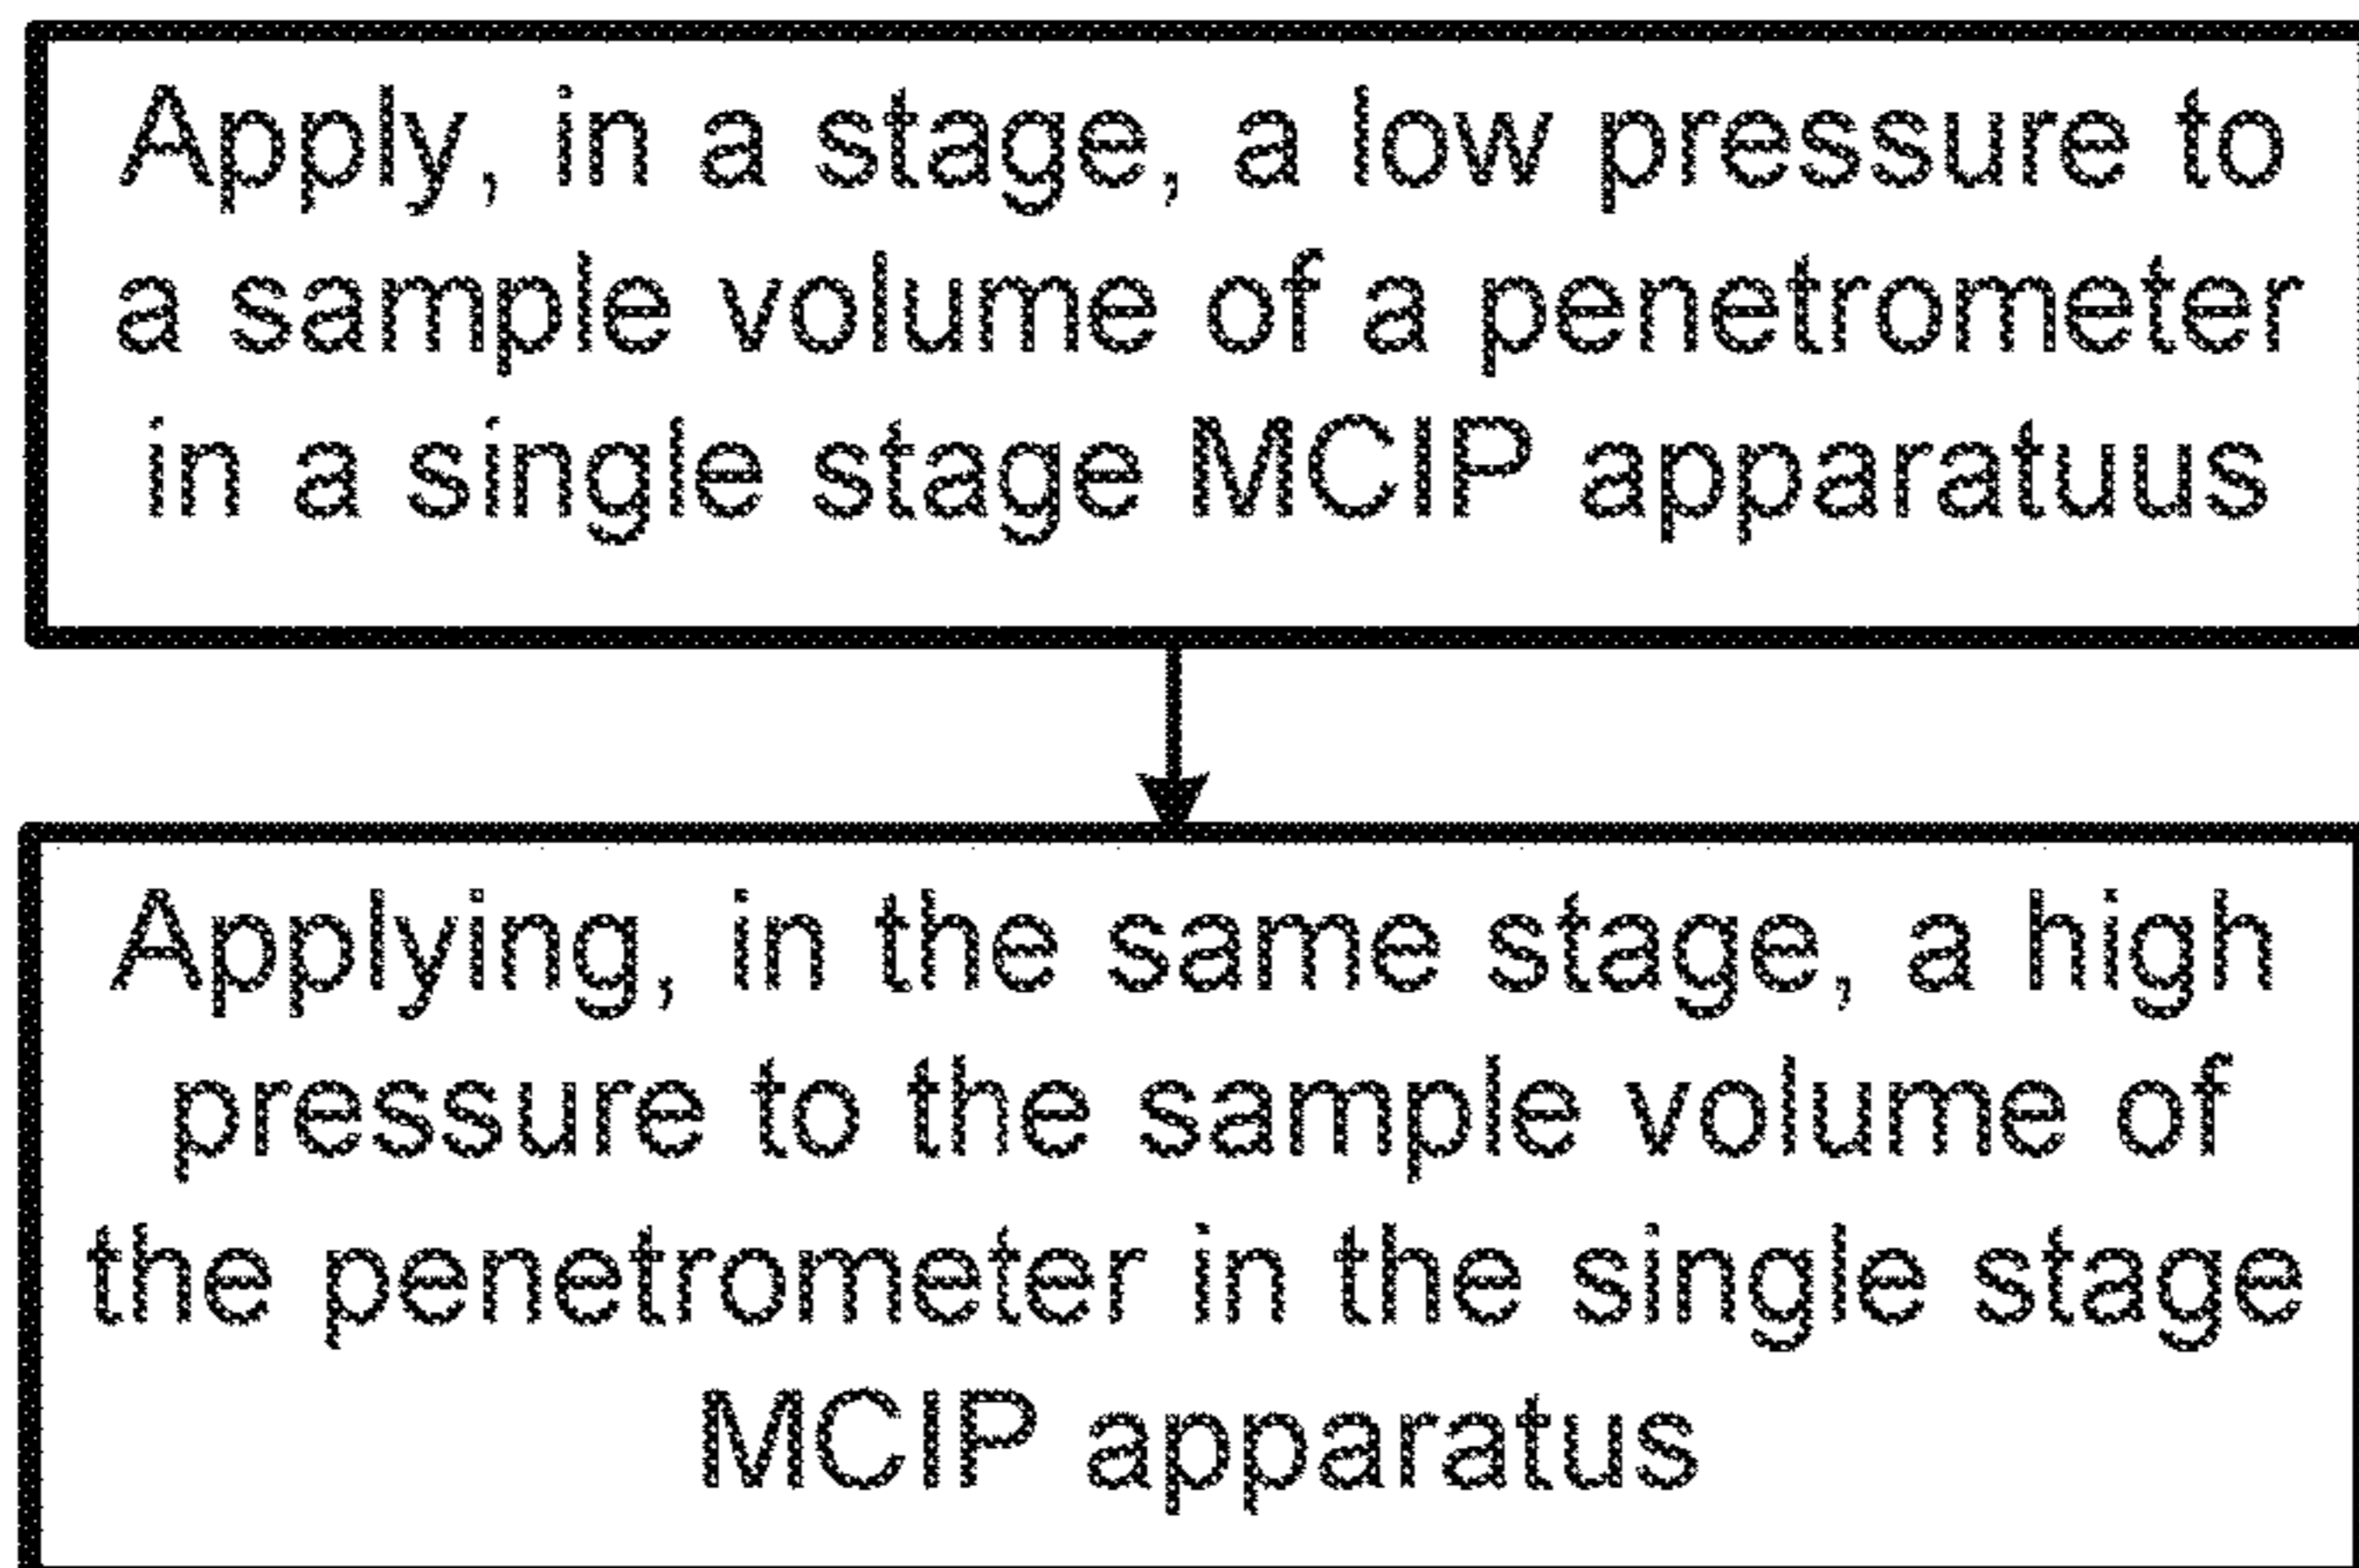 Apply, in a stage, a low pressure to
a sample volume of a penetrometer
in a single stage MCIP apparatuus
Applying, in the same stage, a high
pressure to the sample volume of
the penetrometer in the single stage
MCIP apparatus